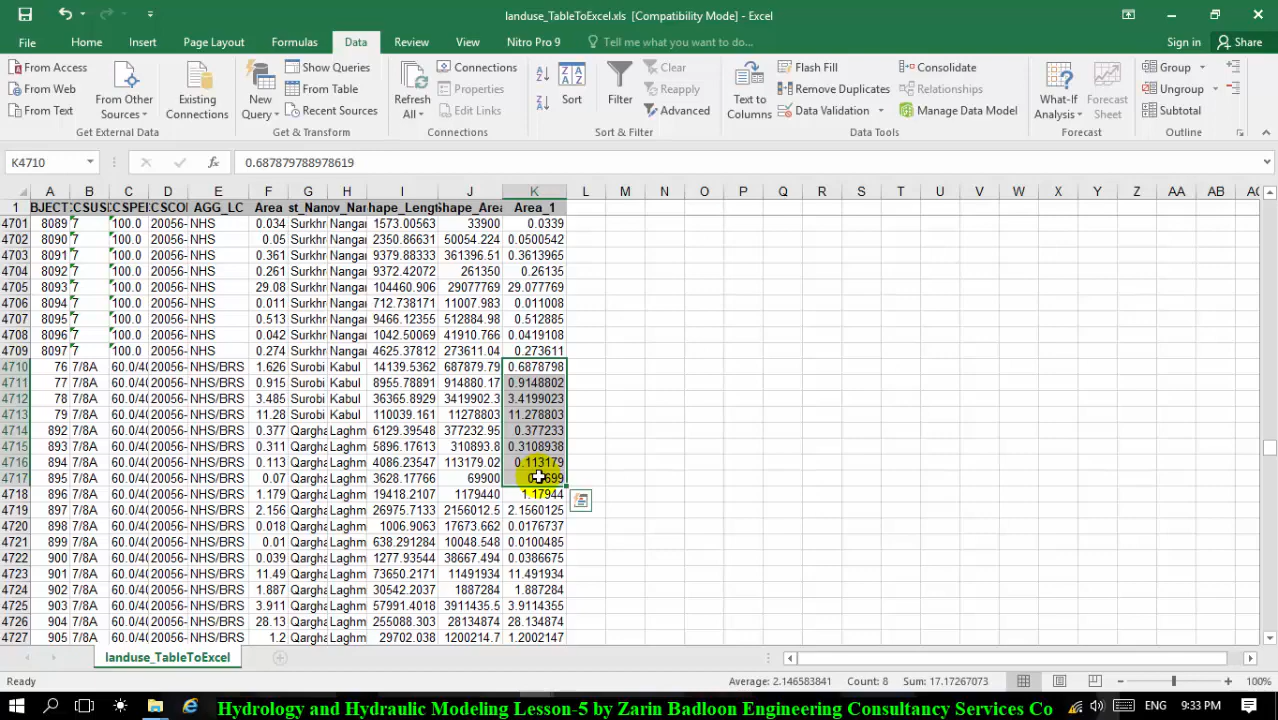 landuse_TableToExcel.xls [Compatibility Mode] - Excel
File Home Insert Page Layout Formulas Data Review View Nitro Pro 9 Tell me what you want to do... Sign in Share
From Access
From Web
From Text
From Other Sources
Existing Connections
Get External Data
New Query
Show Queries
From Table
Recent Sources
Get & Transform
Refresh All
Connections
Properties
Edit Links
Connections
Sort
Filter
Clear
Reapply
Advanced
Sort & Filter
Text to Columns
Flash Fill
Remove Duplicates
Data Validation
Consolidate
Relationships
Manage Data Model
Data Tools
What-If Analysis
Forecast Sheet
Forecast
Group
Ungroup
Subtotal
Outline
K4710 fx 0.687879788978619
A B C D E F G H I J K L M N O P Q R S T U V W X Y Z AA AB AC
1 BJECT CSUS CSPE CSCO AGG_LC Area st_Nam ov_Nam hape_Leng Shape_Area Area_1
4701 8089 7 100.0 20056- NHS 0.034 Surkhr Nangar 1573.00563 33900 0.0339
4702 8090 7 100.0 20056- NHS 0.05 Surkhr Nangar 2350.86631 50054.224 0.0500542
4703 8091 7 100.0 20056- NHS 0.361 Surkhr Nangar 9379.88333 361396.51 0.3613965
4704 8092 7 100.0 20056- NHS 0.261 Surkhr Nangar 9372.42072 261350 0.26135
4705 8093 7 100.0 20056- NHS 29.08 Surkhr Nangar 104460.906 29077769 29.077769
4706 8094 7 100.0 20056- NHS 0.011 Surkhr Nangar 712.738171 11007.983 0.011008
4707 8095 7 100.0 20056- NHS 0.513 Surkhr Nangar 9466.12355 512884.98 0.512885
4708 8096 7 100.0 20056- NHS 0.042 Surkhr Nangar 1042.50069 41910.766 0.0419108
4709 8097 7 100.0 20056- NHS 0.274 Surkhr Nangar 4625.37812 273611.04 0.273611
4710 76 7/8A 60.0/40 20056- NHS/BRS 1.626 Surobi Kabul 14139.5362 687879.79 0.6878798
4711 77 7/8A 60.0/40 20056- NHS/BRS 0.915 Surobi Kabul 8955.78891 914880.17 0.9148802
4712 78 7/8A 60.0/40 20056- NHS/BRS 3.485 Surobi Kabul 36365.8929 3419902.3 3.4199023
4713 79 7/8A 60.0/40 20056- NHS/BRS 11.28 Surobi Kabul 110039.161 11278803 11.278803
4714 892 7/8A 60.0/40 20056- NHS/BRS 0.377 Qargha Laghm 6129.39548 377232.95 0.377233
4715 893 7/8A 60.0/40 20056- NHS/BRS 0.311 Qargha Laghm 5896.17613 310893.8 0.3108938
4716 894 7/8A 60.0/40 20056- NHS/BRS 0.113 Qargha Laghm 4086.23547 113179.02 0.113179
4717 895 7/8A 60.0/40 20056- NHS/BRS 0.07 Qargha Laghm 3628.17766 69900
4718 896 7/8A 60.0/40 20056- NHS/BRS 1.179 Qargha Laghm 19418.2107 1179440 1.17944
4719 897 7/8A 60.0/40 20056- NHS/BRS 2.156 Qargha Laghm 26975.7133 2156012.5 2.1560125
4720 898 7/8A 60.0/40 20056- NHS/BRS 0.018 Qargha Laghm 1006.9063 17673.662 0.0176737
4721 899 7/8A 60.0/40 20056- NHS/BRS 0.01 Qargha Laghm 638.291284 10048.548 0.0100485
4722 900 7/8A 60.0/40 20056- NHS/BRS 0.039 Qargha Laghm 1277.93544 38667.494 0.0386675
4723 901 7/8A 60.0/40 20056- NHS/BRS 11.49 Qargha Laghm 73650.2171 11491934 11.491934
4724 902 7/8A 60.0/40 20056- NHS/BRS 1.887 Qargha Laghm 30542.2037 1887284 1.887284
4725 903 7/8A 60.0/40 20056- NHS/BRS 3.911 Qargha Laghm 57991.4018 3911435.5 3.9114355
4726 904 7/8A 60.0/40 20056- NHS/BRS 28.13 Qargha Laghm 255088.303 28134874 28.134874
4727 905 7/8A 60.0/40 20056- NHS/BRS 1.2 Qargha Laghm 29702.038 1200214.7 1.2002147
landuse_TableToExcel
Ready Average: 2.146583841 Count: 8 Sum: 17.17267073 100%
Hydrology and Hydraulic Modeling Lesson-5 by Zarin Badloon Engineering Consultancy Services Co ENG 9:33 PM